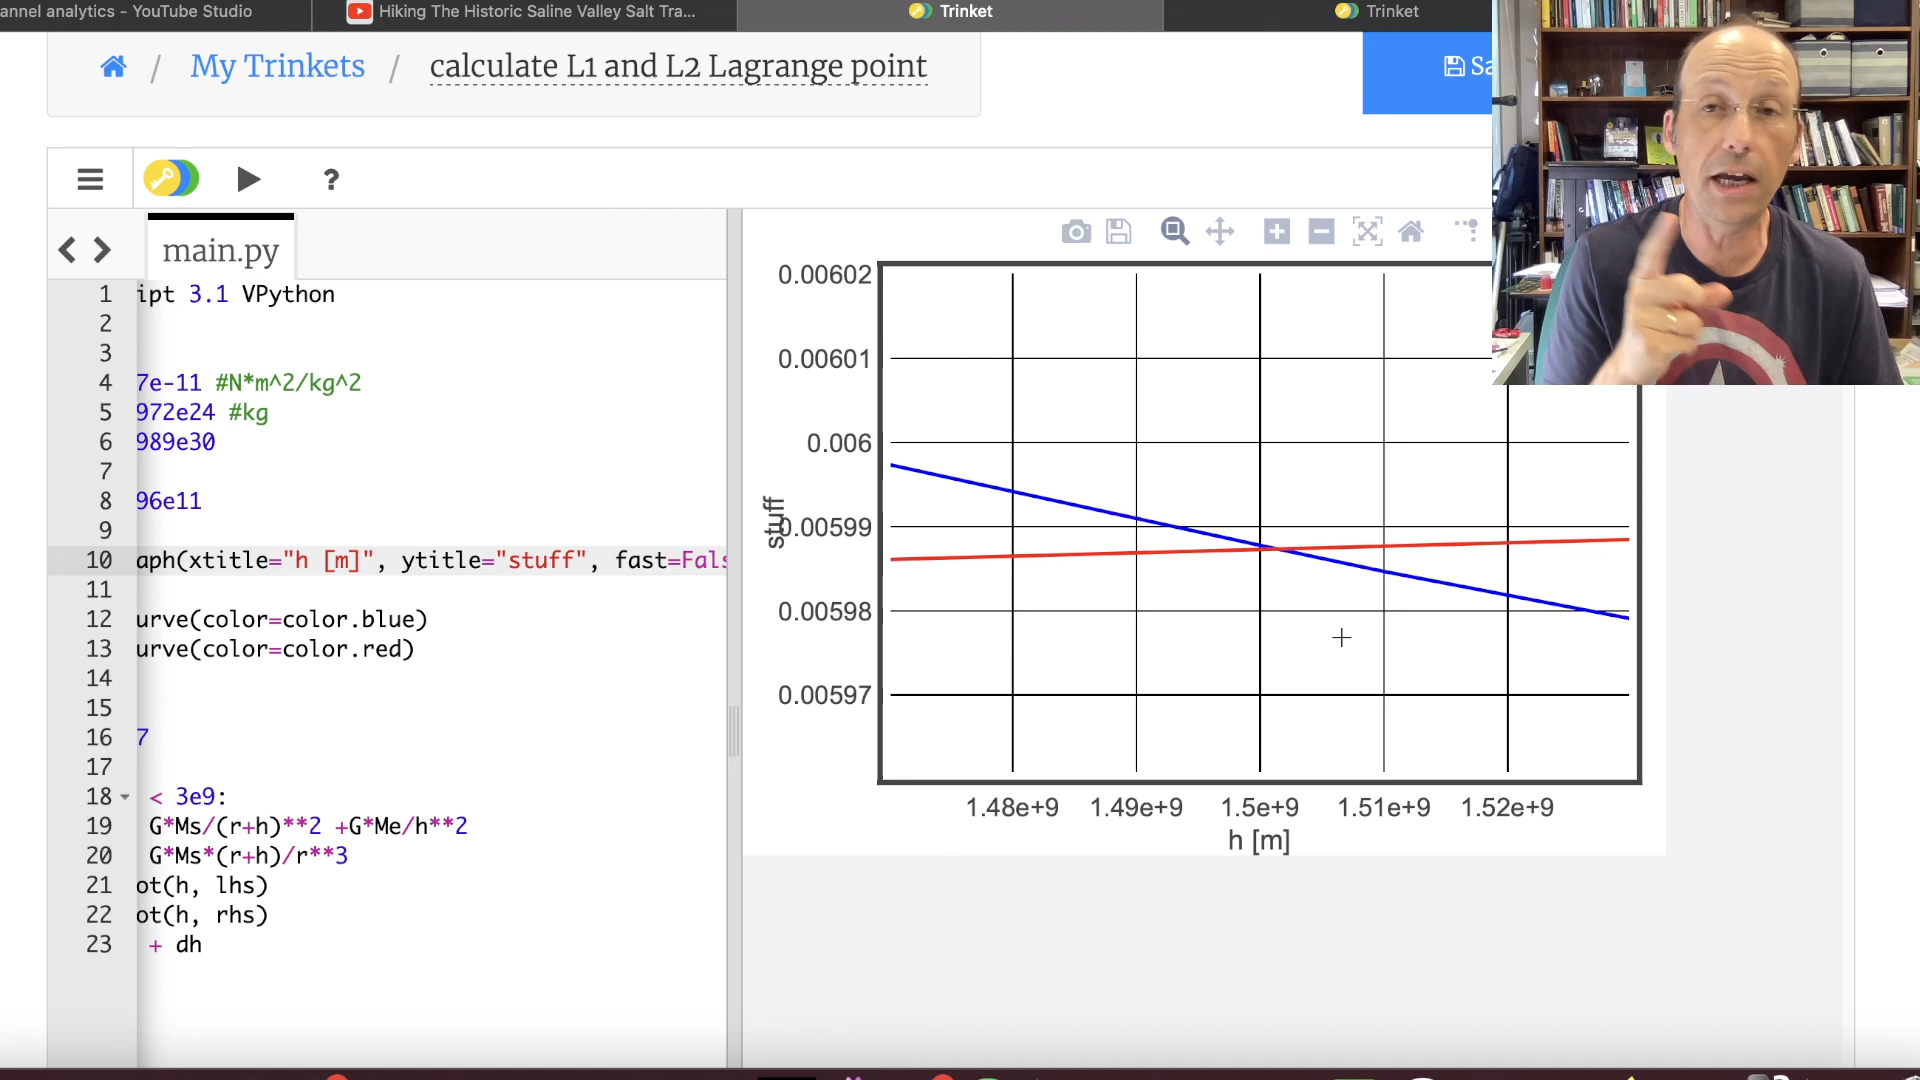 annel analytics - YouTube Studio
Hiking The Historic Saline Valley Salt Tra...
Trinket
Trinket
/ My Trinkets / calculate L1 and L2 Lagrange point
Sa
?
main.py
1 ipt 3.1 VPython
2
3
4 7e-11 #N*m^2/kg^2
5 972e24 #kg
6 989e30
7
8 96e11
9
10 aph(xtitle="h [m]", ytitle="stuff", fast=Fals
11
12 urve(color=color.blue)
13 urve(color=color.red)
14
15
16 7
17
18 < 3e9:
19 G*Ms/(r+h)**2 +G*Me/h**2
20 G*Ms*(r+h)/r**3
21 ot(h, lhs)
22 ot(h, rhs)
23 + dh
0.00602
0.00601
0.006
0.00599
0.00598
0.00597
stuff
1.48e+9 1.49e+9 1.5e+9 1.51e+9 1.52e+9
h [m]